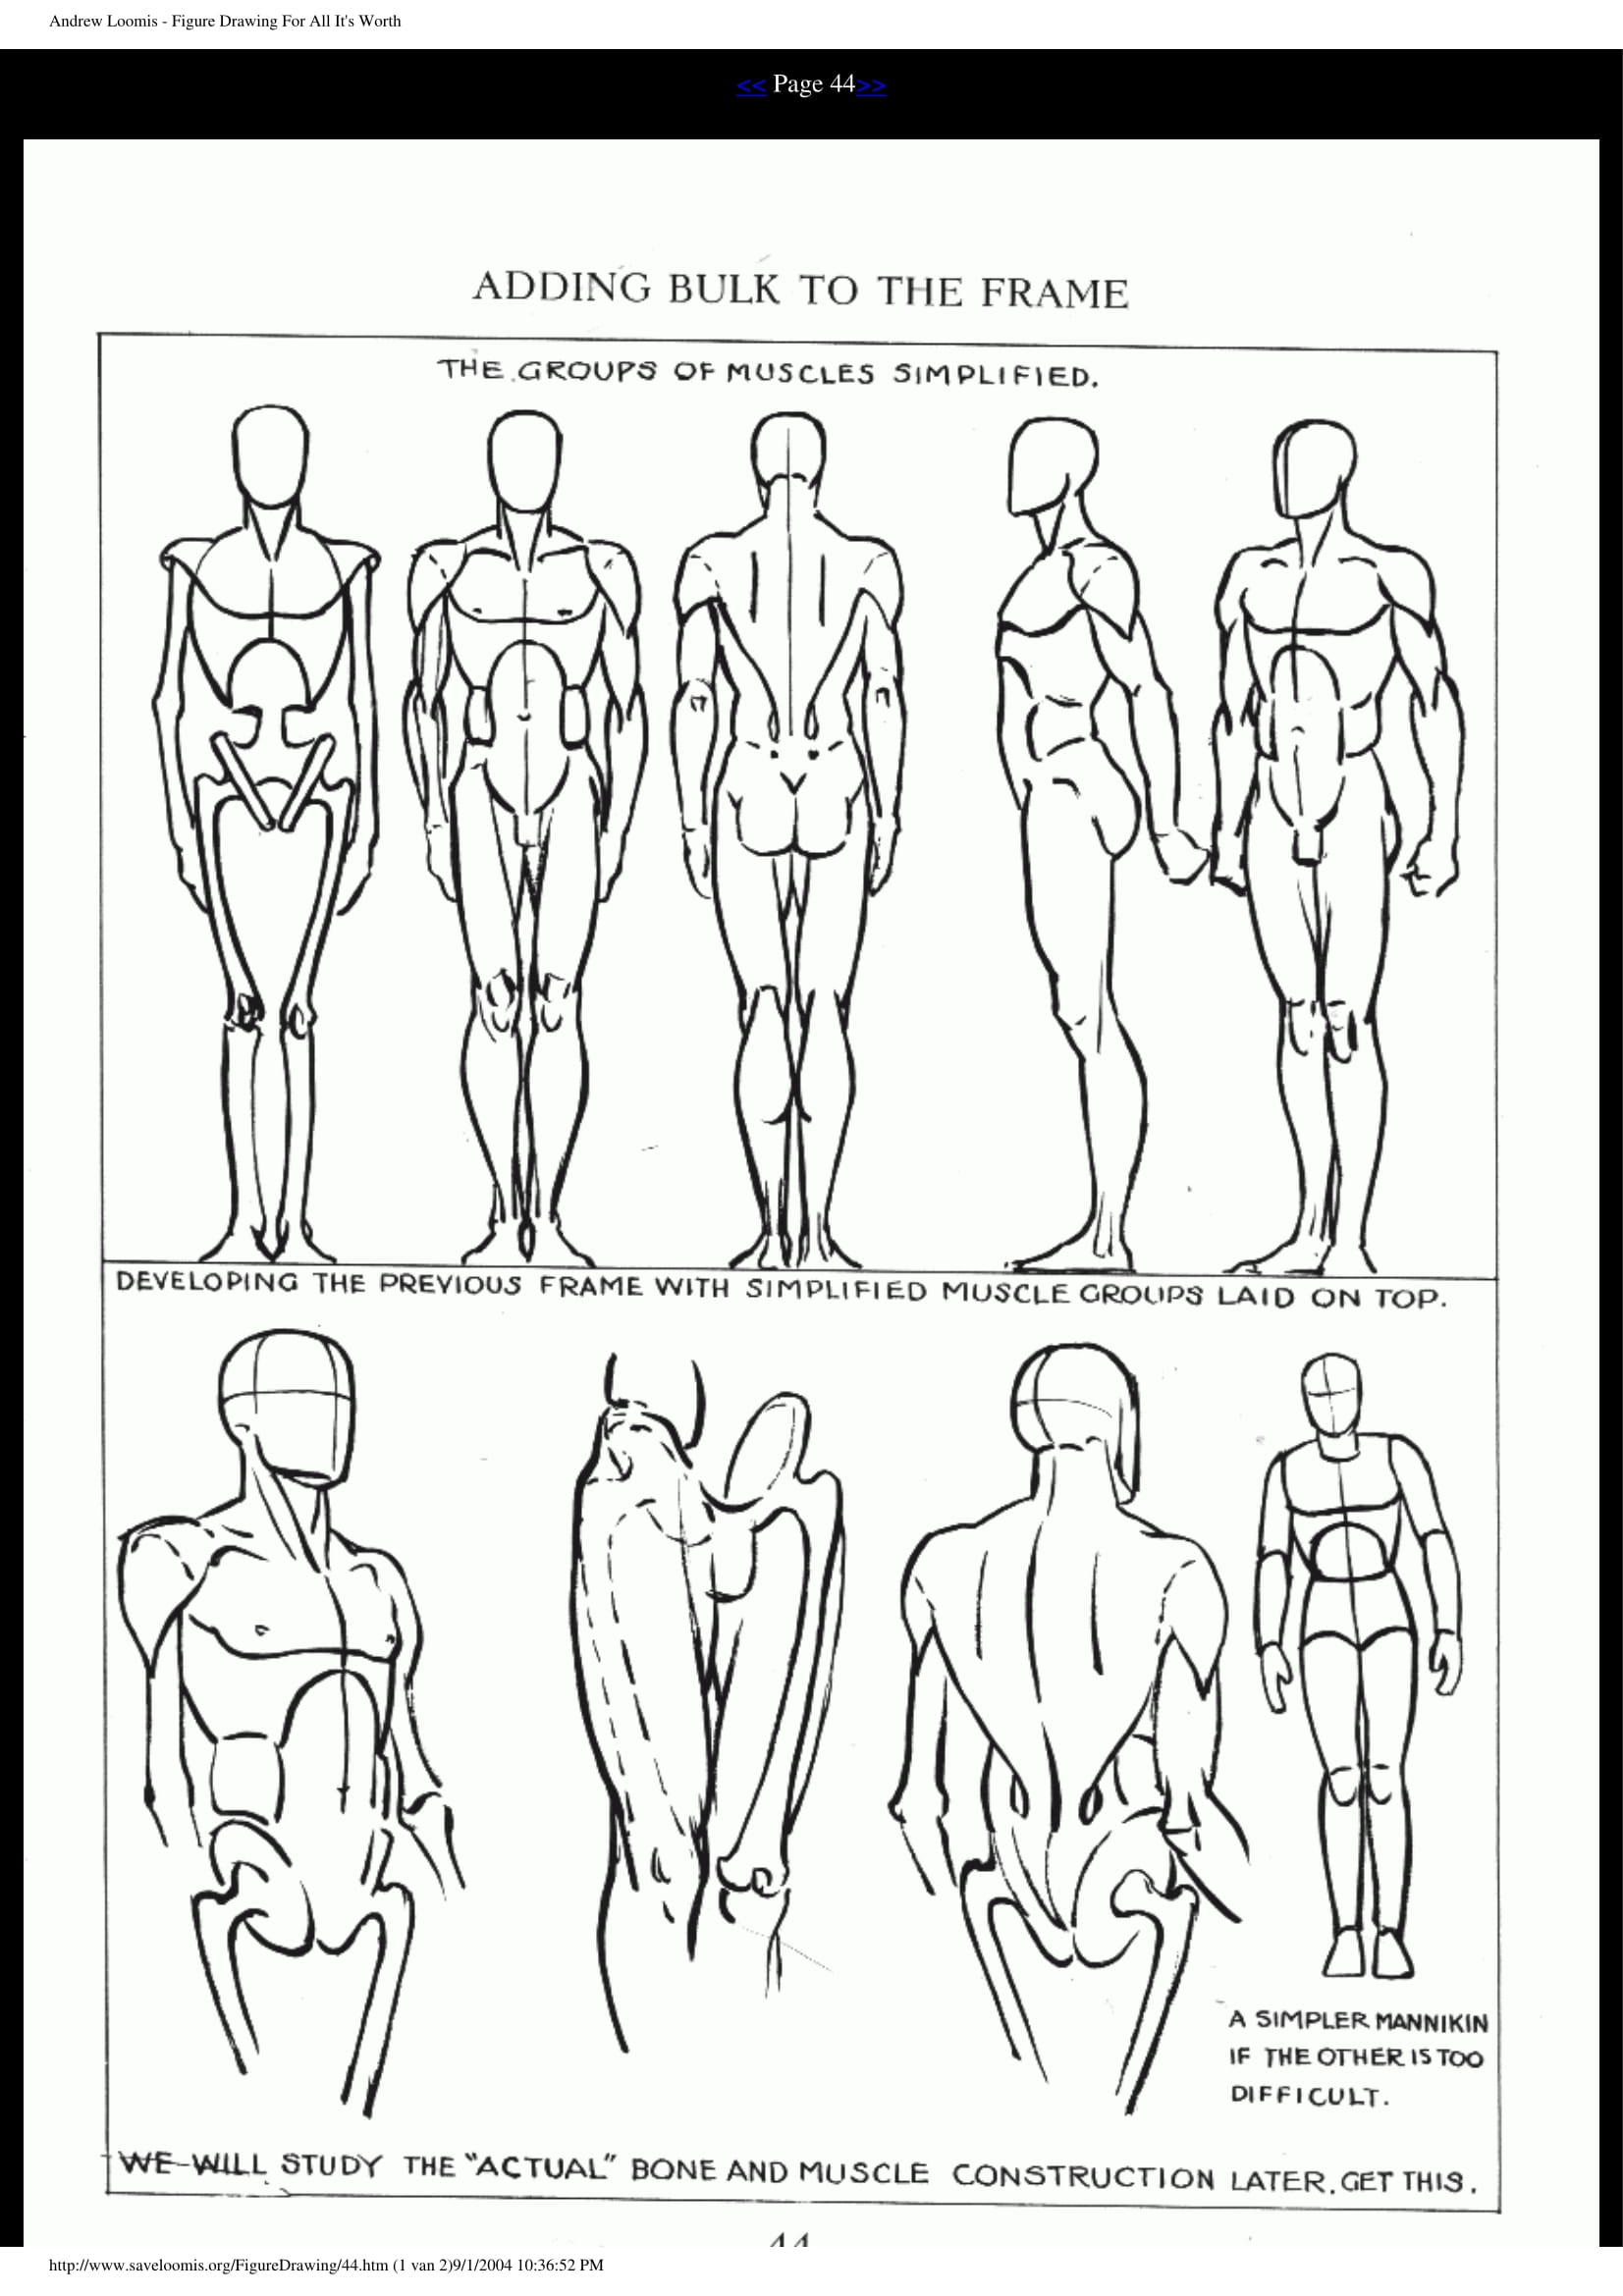 Andrew Loomis - Figure Drawing For All It's Worth
<< Page 44>>
ADDING BULK TO THE FRAME
THE GROUPS OF MUSCLES SIMPLIFIED.
DEVELOPING THE PREVIOUS FRAME WITH SIMPLIFIED MUSCLE GROUPS LAID ON TOP.
A SIMPLER MANNIKIN
IF THE OTHER IS TOO
DIFFICULT.
WE WILL STUDY THE "ACTUAL" BONE AND MUSCLE CONSTRUCTION LATER. GET THIS.
44
http://www.saveloomis.org/FigureDrawing/44.htm (1 van 2)9/1/2004 10:36:52 PM